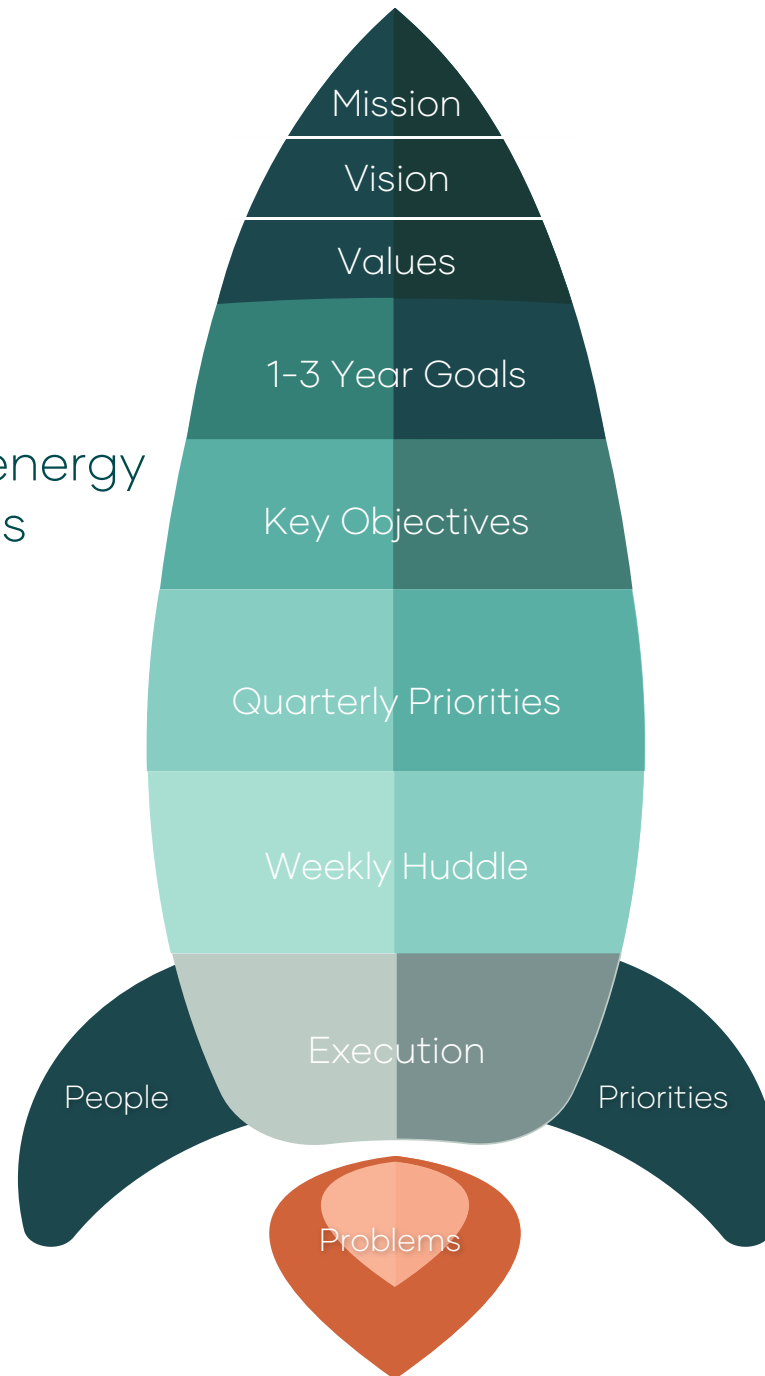 Mission
Vision
Values
1-3 Year Goals
energy
s
Key Objectives
Quarterly Priorities
Weekly Huddle
Execution
People
Priorities
Problems